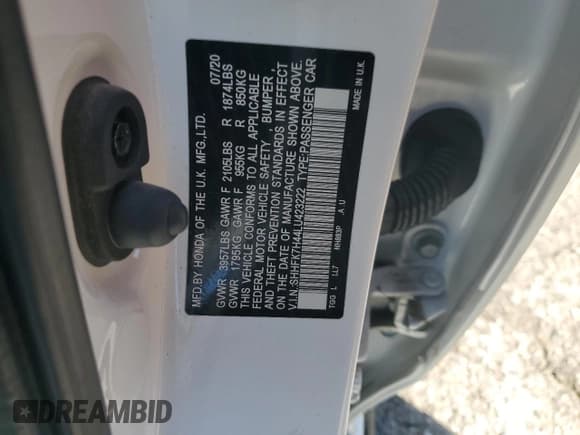 MFD.BY HONDA OF THE U.K. MFG.,LTD. 07/20
GVWR 3957LBS GAWR F 2105LBS R 1874LBS
GVWR 1795KG GAWR F 955KG R 850KG
THIS VEHICLE CONFORMS TO ALL APPLICABLE
FEDERAL MOTOR VEHICLE SAFETY , BUMPER ,
AND THEFT PREVENTION STANDARDS IN EFFECT
ON THE DATE OF MANUFACTURE SHOWN ABOVE.
V.I.N.:SHHFK7H44LU423222 TYPE:PASSENGER CAR
TGG L 1L7 A U
MADE IN U.K.
DREAMBID